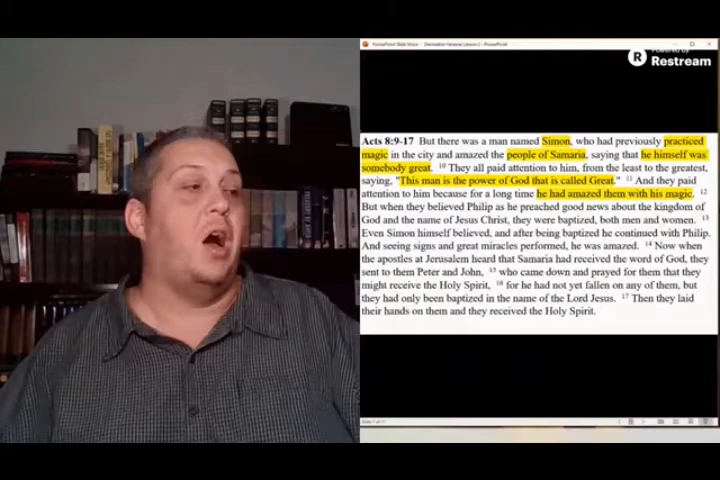 PowerPoint Slide Show - Generation Heresies Lesson 2 - PowerPoint
Powered by
Restream
Acts 8:9-17 But there was a man named Simon, who had previously practiced
magic in the city and amazed the people of Samaria, saying that he himself was
somebody great. 10 They all paid attention to him, from the least to the greatest,
saying, "This man is the power of God that is called Great." 11 And they paid
attention to him because for a long time he had amazed them with his magic. 12
But when they believed Philip as he preached good news about the kingdom of
God and the name of Jesus Christ, they were baptized, both men and women. 13
Even Simon himself believed, and after being baptized he continued with Philip.
And seeing signs and great miracles performed, he was amazed. 14 Now when
the apostles at Jerusalem heard that Samaria had received the word of God, they
sent to them Peter and John, 15 who came down and prayed for them that they
might receive the Holy Spirit, 16 for he had not yet fallen on any of them, but
they had only been baptized in the name of the Lord Jesus. 17 Then they laid
their hands on them and they received the Holy Spirit.